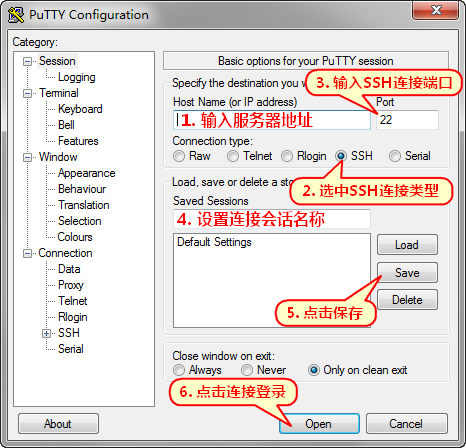 PuTTY Configuration
Category:
Session
Logging
Terminal
Keyboard
Bell
Features
Window
Appearance
Behaviour
Translation
Selection
Colours
Connection
Data
Proxy
Telnet
Rlogin
SSH
Serial
Basic options for your PuTTY session
Specify the destination you w
3. 输入SSH连接端口
Host Name (or IP address)
Port
1. 输入服务器地址
22
Connection type:
Raw
Telnet
Rlogin
SSH
Serial
2. 选中SSH连接类型
Load, save or delete a sto
Saved Sessions
4. 设置连接会话名称
Default Settings
Load
Save
Delete
5. 点击保存
Close window on exit:
Always
Never
Only on clean exit
6. 点击连接登录
About
Open
Cancel